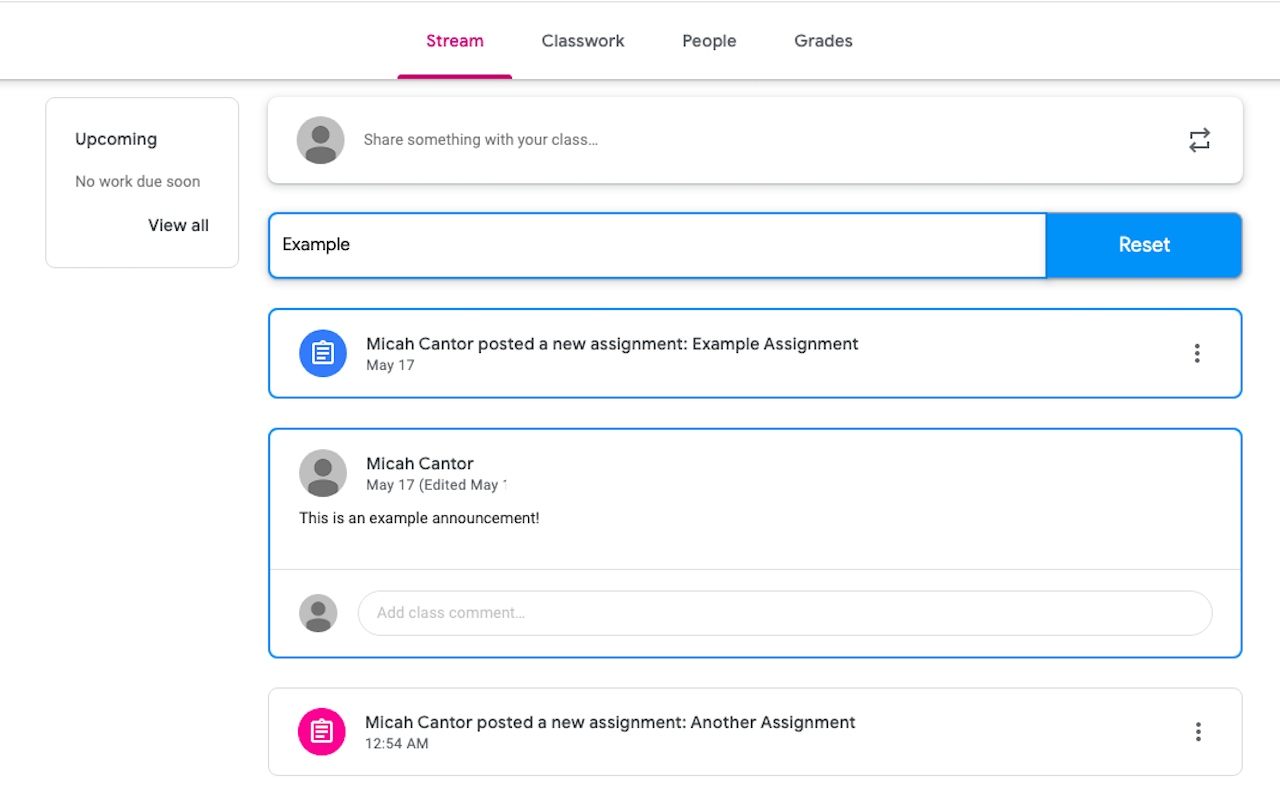 Stream Classwork People Grades
Upcoming
No work due soon
View all
Share something with your class...
Example Reset
Micah Cantor posted a new assignment: Example Assignment
May 17
Micah Cantor
May 17 (Edited May
This is an example announcement!
Add class comment...
Micah Cantor posted a new assignment: Another Assignment
12:54 AM